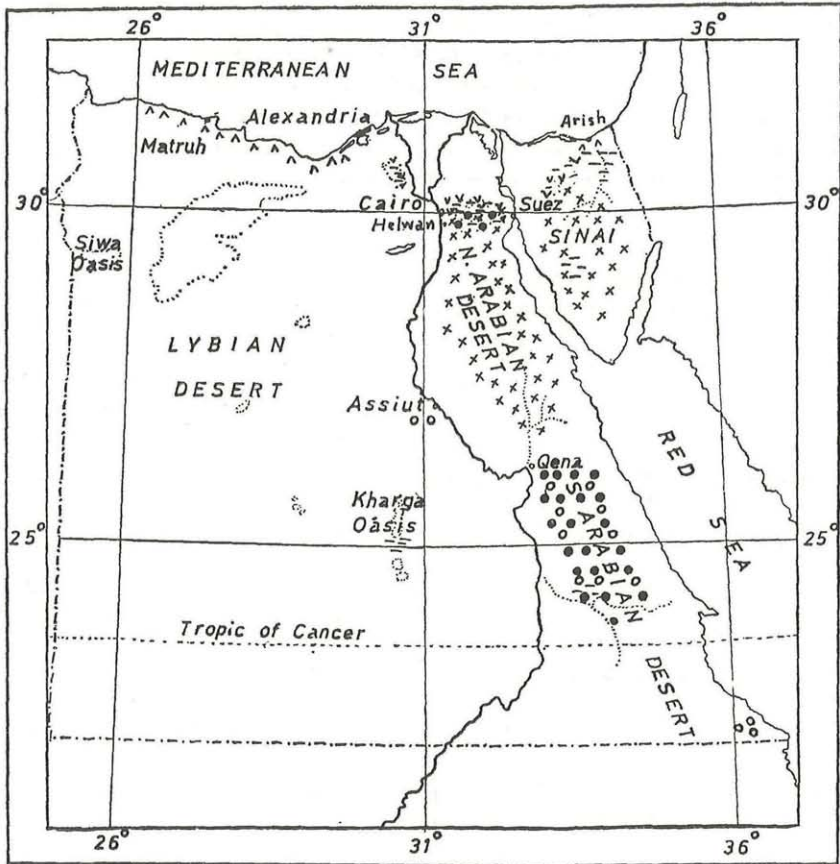 26° 31° 36°
MEDITERRANEAN SEA
Alexandria
Arish
Matruh
30° 30°
Cairo Suez
Helwan
SINAI
Siwa
Oasis
N. ARABIAN
DESERT
LYBIAN
DESERT
Assiut
RED SEA
Qena
Kharga
Oasis
S ARABIAN DESERT
25° 25°
Tropic of Cancer
26° 31° 36°